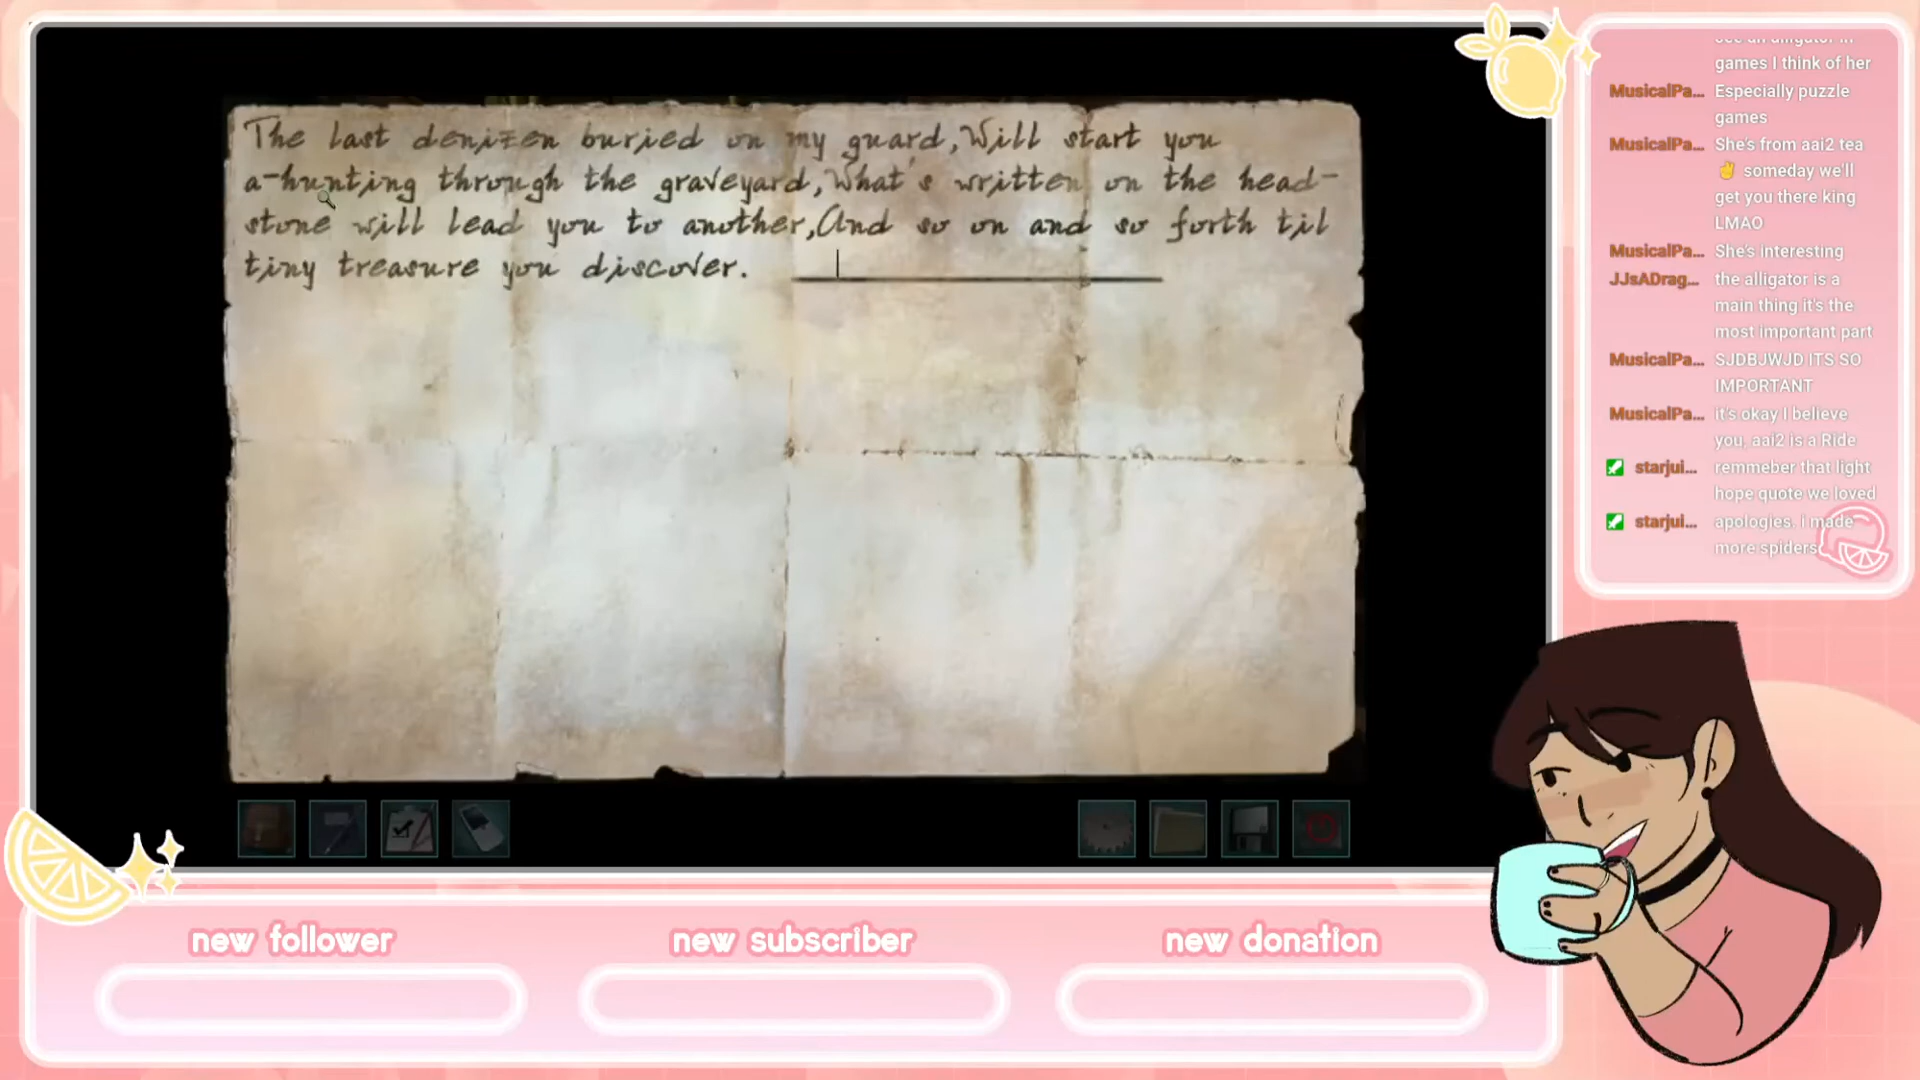 The last denizen buried on my guard, Will start you
a-hunting through the graveyard, What's written on the head-
stone will lead you to another, And so on and so forth til
tiny treasure you discover.
games I think of her
MusicalPa... Especially puzzle
games
MusicalPa... She's from aai2 tea
✌ someday we'll
get you there king
LMAO
MusicalPa... She's interesting
JJsADrag... the alligator is a
main thing it's the
most important part
MusicalPa... SJDBJWJD ITS SO
IMPORTANT
MusicalPa... it's okay I believe
you, aai2 is a Ride
starjui... remmeber that light
hope quote we loved
starjui... apologies. I made
more spiders
new follower
new subscriber
new donation